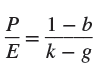 P/E = (1 − b)/(k − g)